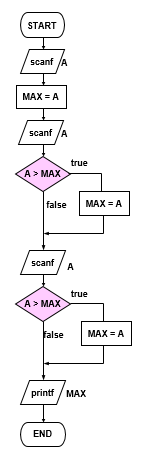 START
scanf A
MAX = A
scanf A
A > MAX true
MAX = A
false
scanf A
A > MAX true
MAX = A
false
printf MAX
END